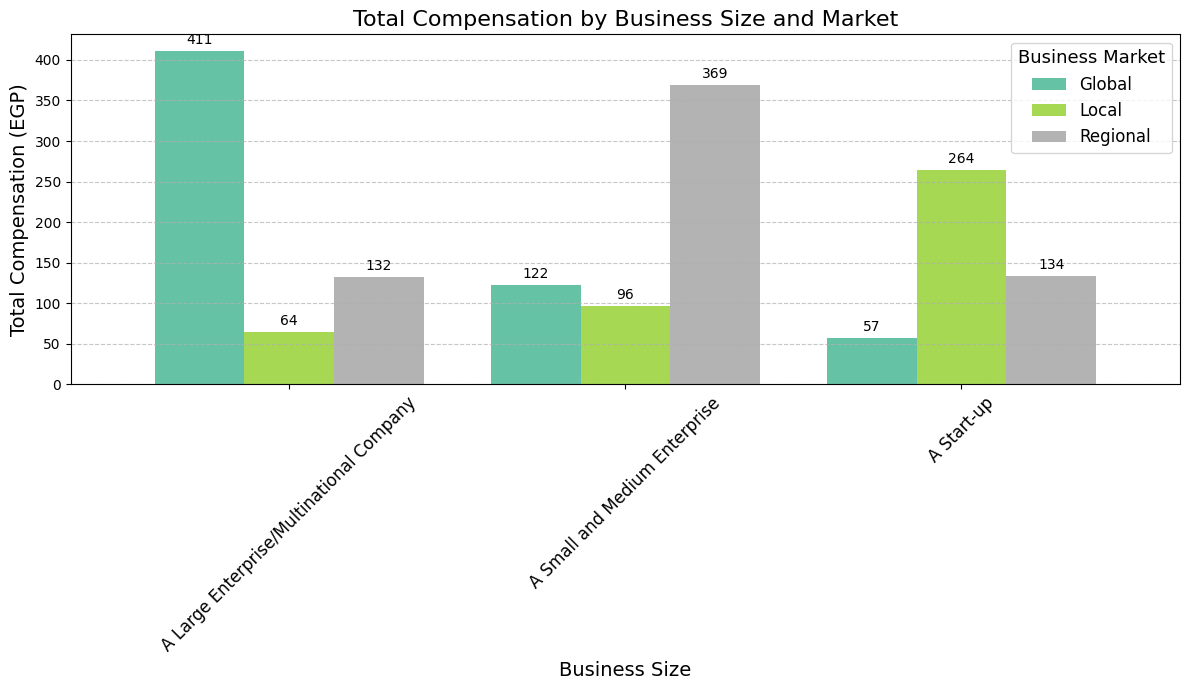 Total Compensation by Business Size and Market
Total Compensation (EGP)
400
350
300
250
200
150
100
50
0
411
64
132
122
96
369
57
264
134
Business Market
Global
Local
Regional
A Large Enterprise/Multinational Company
A Small and Medium Enterprise
A Start-up
Business Size